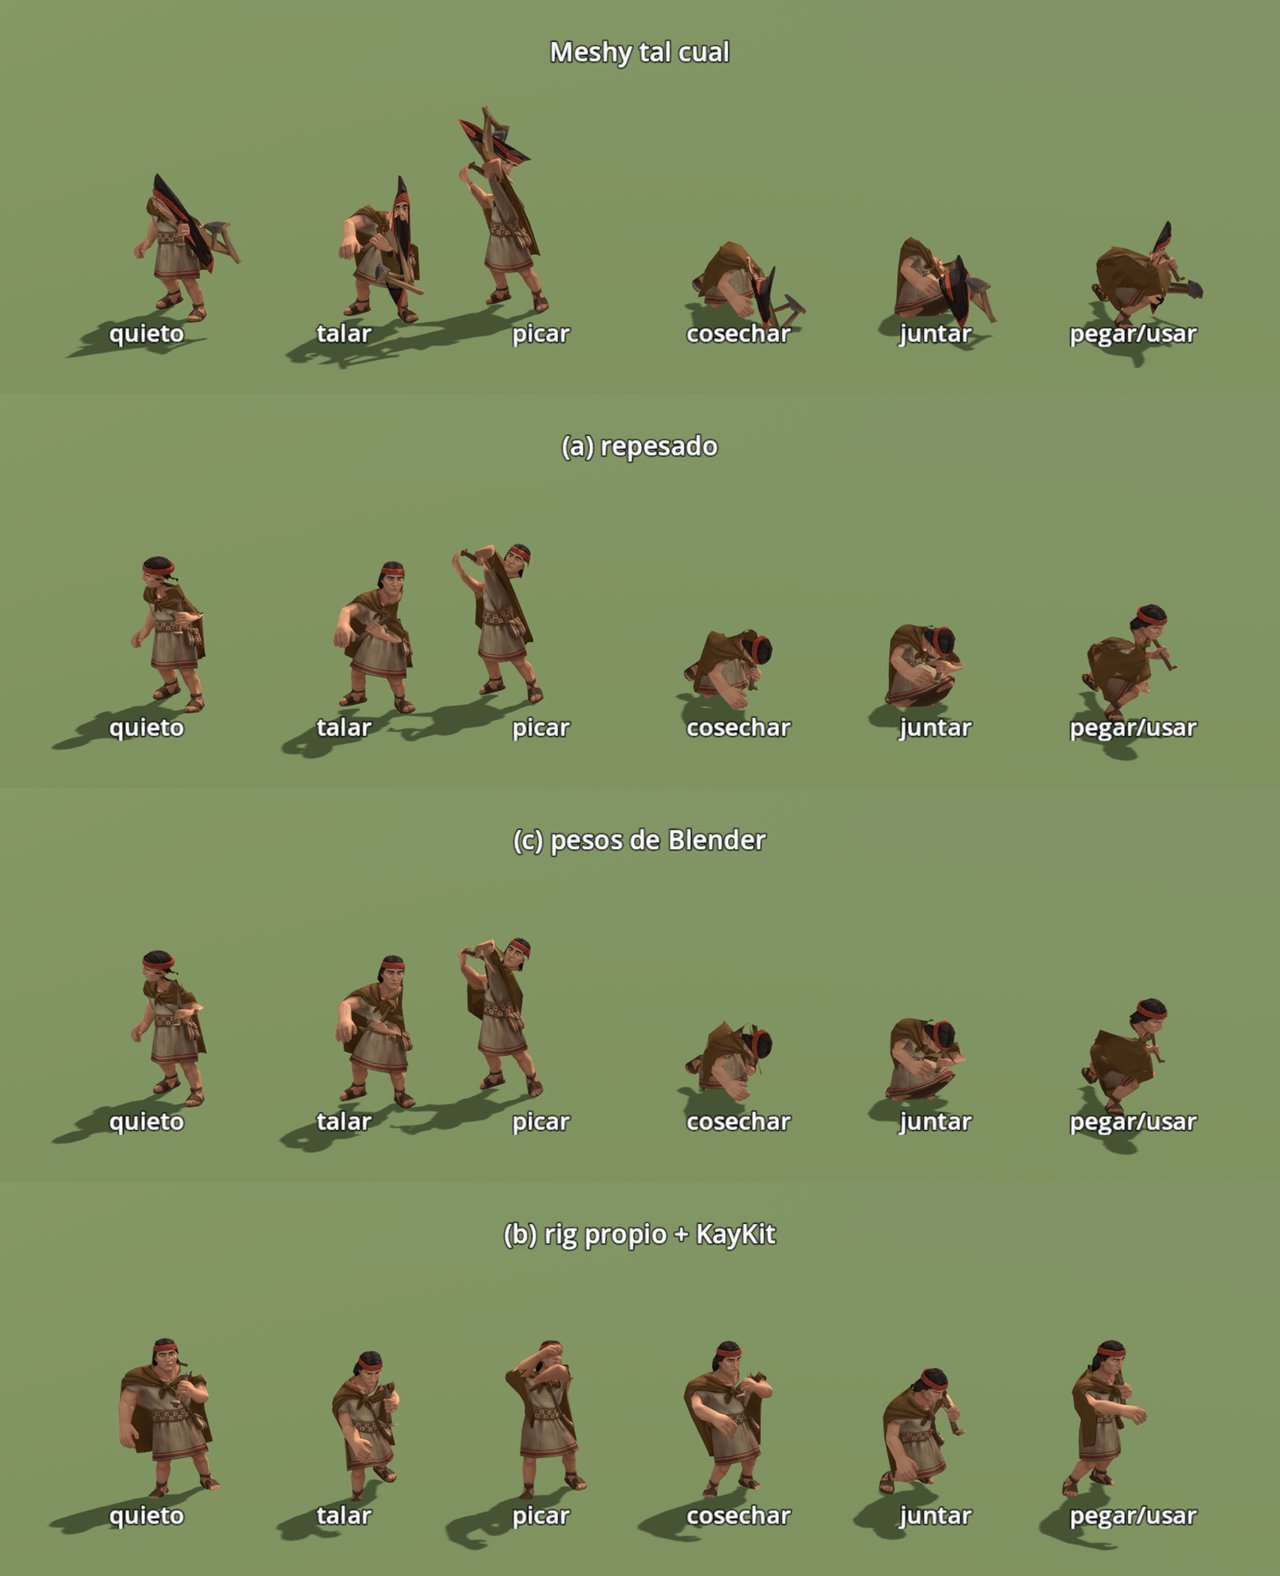 Meshy tal cual
quieto talar picar cosechar juntar pegar/usar
(a) repesado
quieto talar picar cosechar juntar pegar/usar
(c) pesos de Blender
quieto talar picar cosechar juntar pegar/usar
(b) rig propio + KayKit
quieto talar picar cosechar juntar pegar/usar